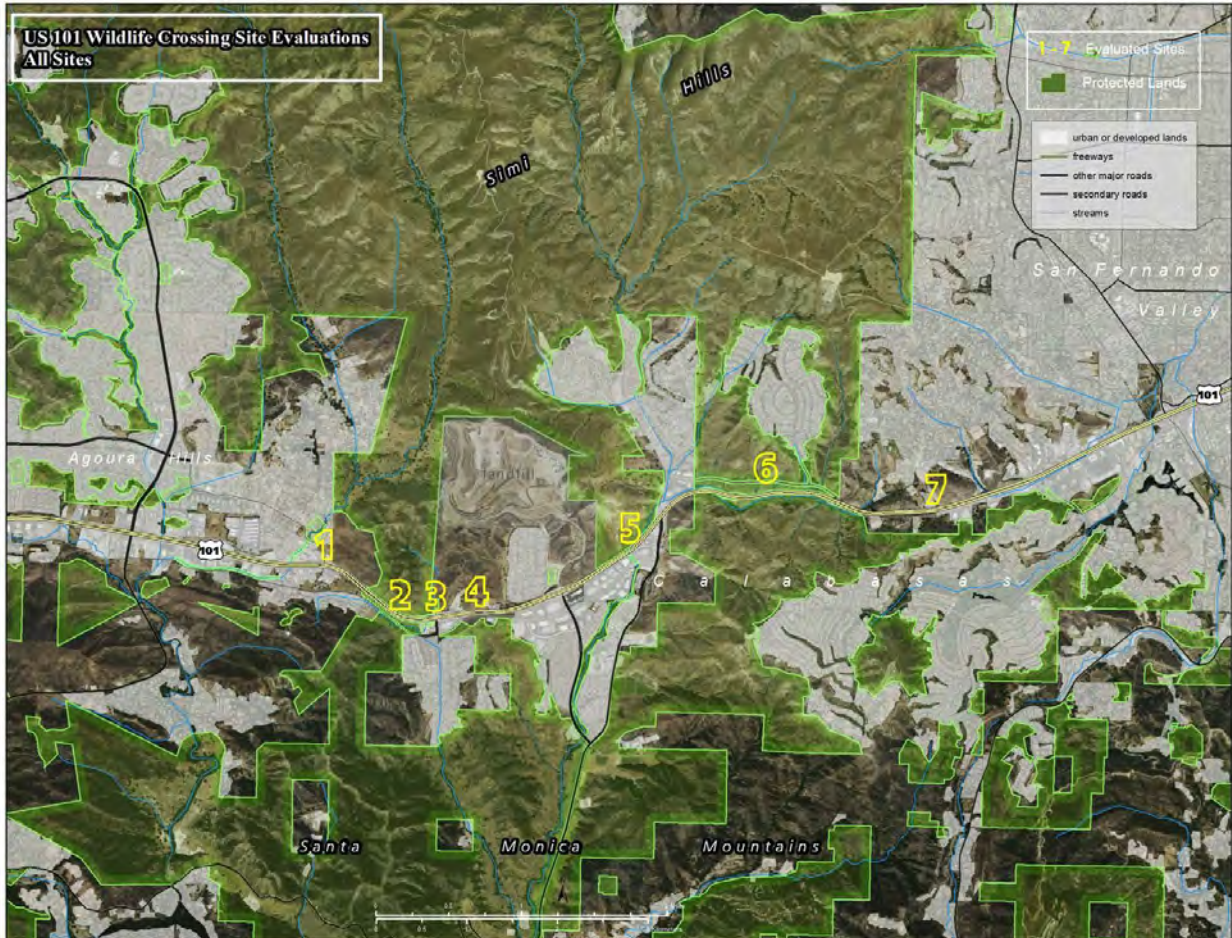 US 101 Wildlife Crossing Site Evaluations
All Sites
1 - 7 Evaluated Sites
Protected Lands
urban or developed lands
freeways
other major roads
secondary roads
streams
Hills
Simi
San Fernando
Valley
101
Agoura Hills
landfill
6
7
5
101
1
2
3
4
Calabasas
Santa Monica Mountains